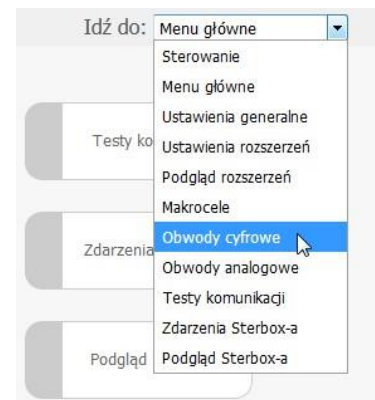 Idź do: Menu główne
Sterowanie
Menu główne
Ustawienia generalne
Testy ko
Ustawienia rozszerzeń
Podgląd rozszerzeń
Makrocele
Obwody cyfrowe
Zdarzenia
Obwody analogowe
Testy komunikacji
Zdarzenia Sterbox-a
Podgląd
Podgląd Sterbox-a